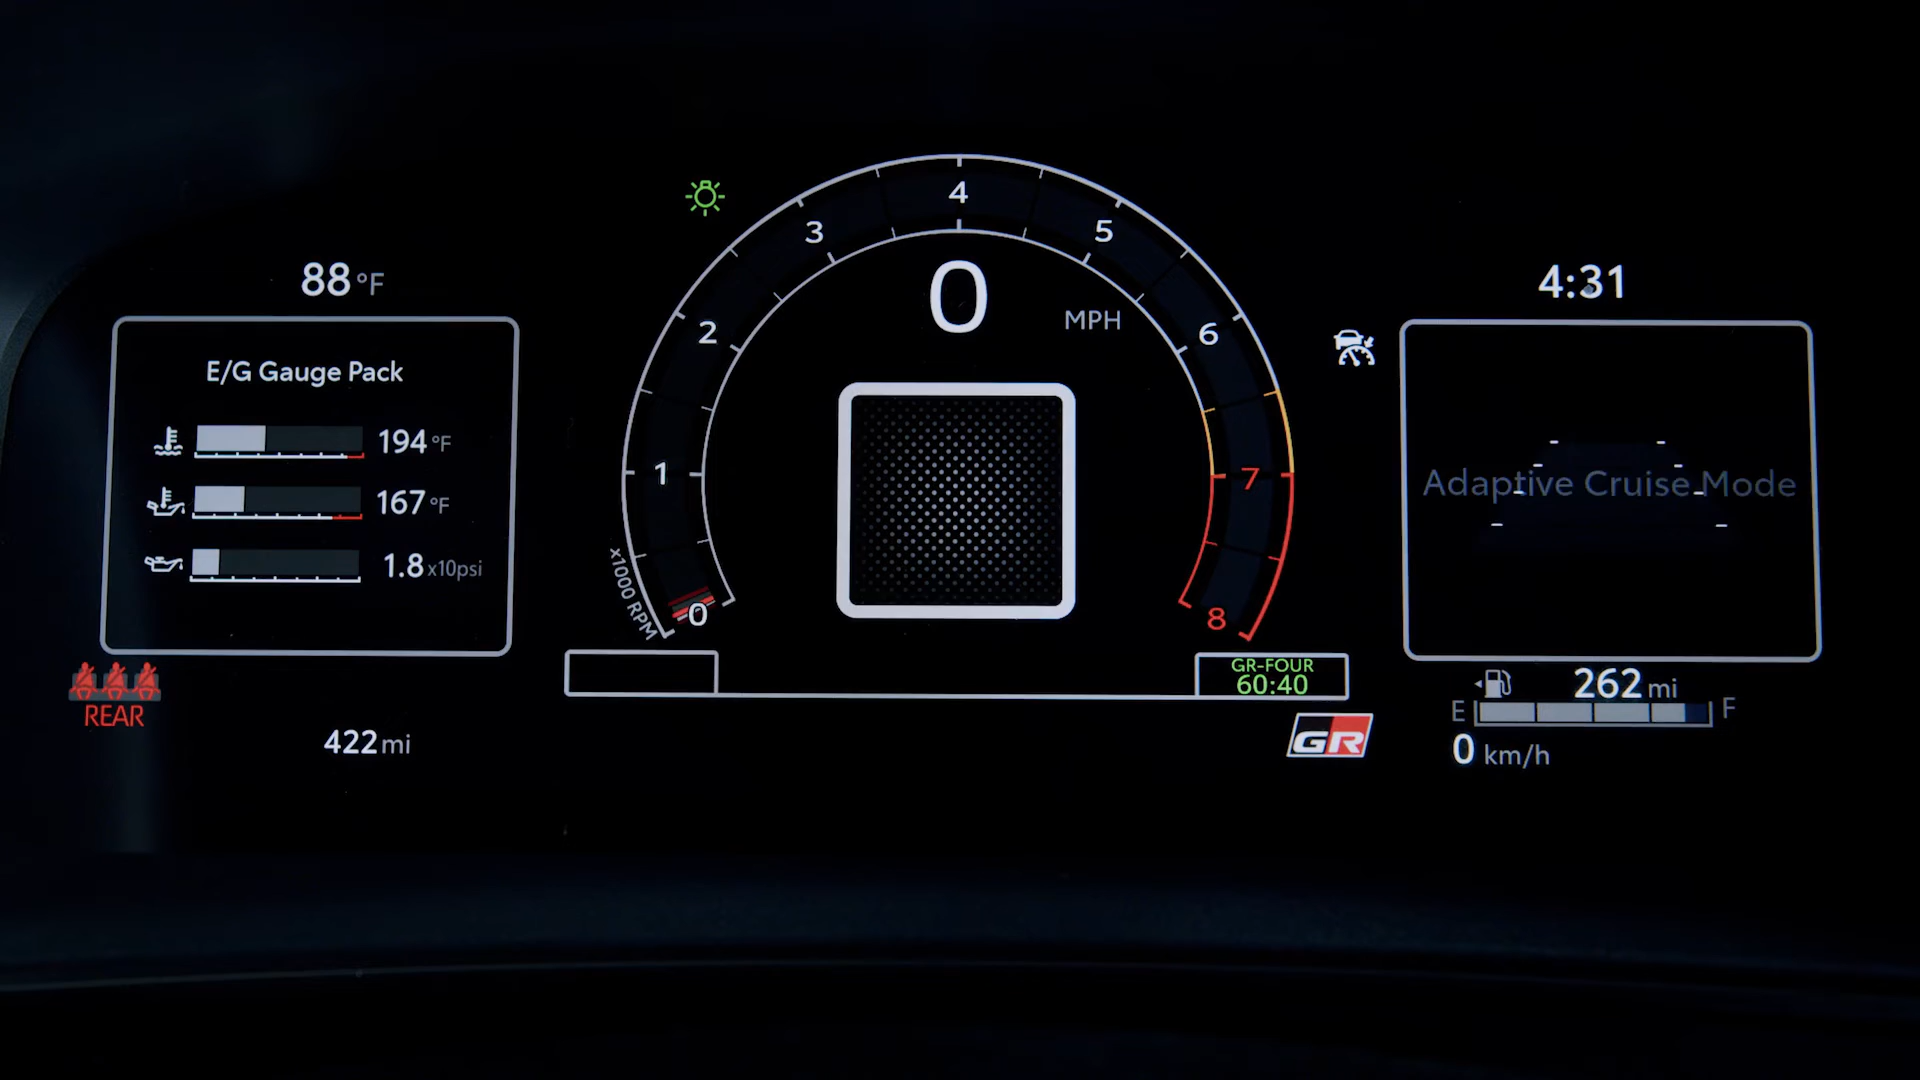 88 °F
E/G Gauge Pack
194 °F
167 °F
1.8 x10psi
REAR
422 mi
0
1
2
3
4
5
6
7
8
x1000 RPM
0
MPH
GR-FOUR
60:40
GR
4:31
Adaptive Cruise Mode
262 mi
E F
0 km/h